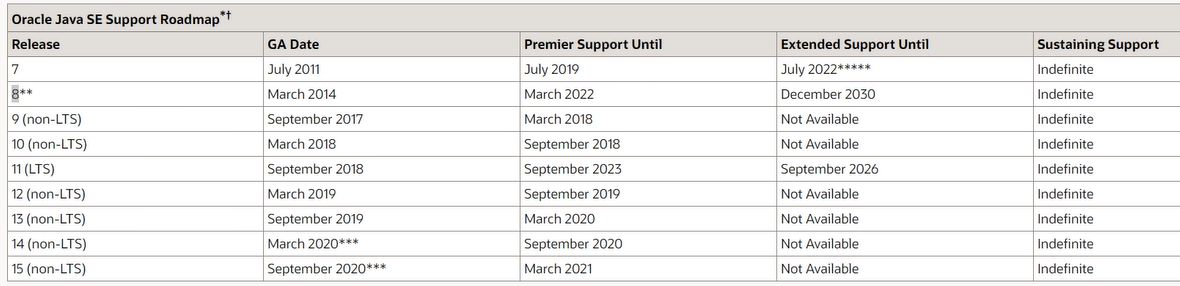 Oracle Java SE Support Roadmap*†
Release GA Date Premier Support Until Extended Support Until Sustaining Support
7 July 2011 July 2019 July 2022***** Indefinite
8** March 2014 March 2022 December 2030 Indefinite
9 (non-LTS) September 2017 March 2018 Not Available Indefinite
10 (non-LTS) March 2018 September 2018 Not Available Indefinite
11 (LTS) September 2018 September 2023 September 2026 Indefinite
12 (non-LTS) March 2019 September 2019 Not Available Indefinite
13 (non-LTS) September 2019 March 2020 Not Available Indefinite
14 (non-LTS) March 2020*** September 2020 Not Available Indefinite
15 (non-LTS) September 2020*** March 2021 Not Available Indefinite